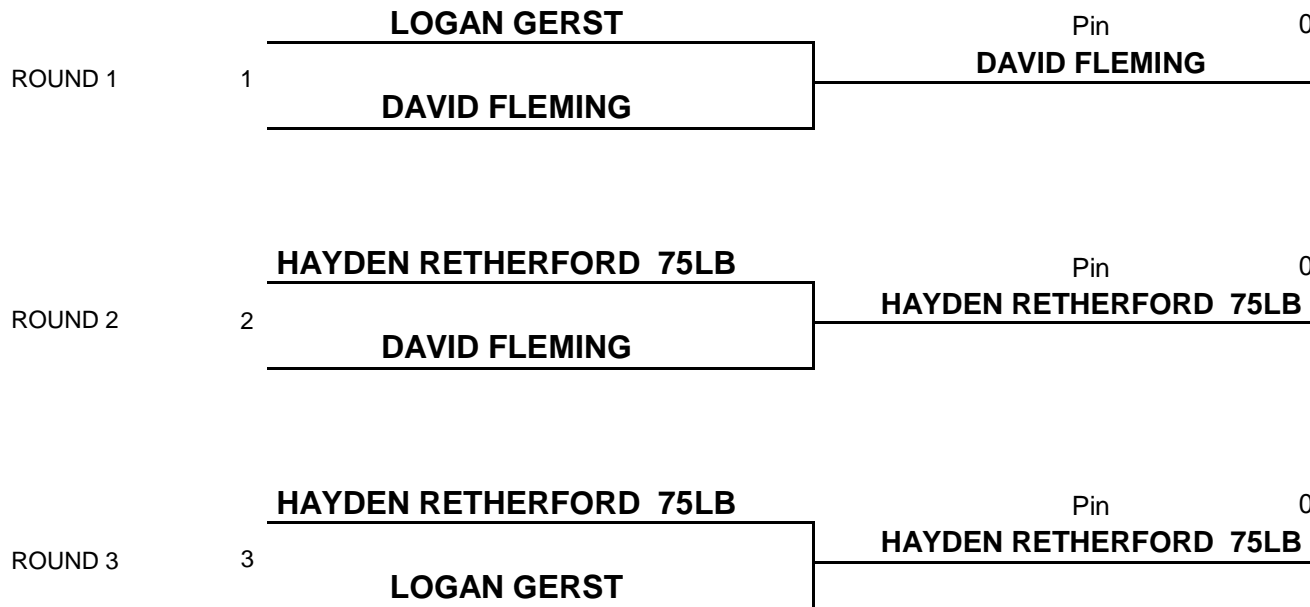 LOGAN GERST
Pin 0
DAVID FLEMING
ROUND 1 1
DAVID FLEMING
HAYDEN RETHERFORD 75LB
Pin 0
HAYDEN RETHERFORD 75LB
ROUND 2 2
DAVID FLEMING
HAYDEN RETHERFORD 75LB
Pin 0
HAYDEN RETHERFORD 75LB
ROUND 3 3
LOGAN GERST